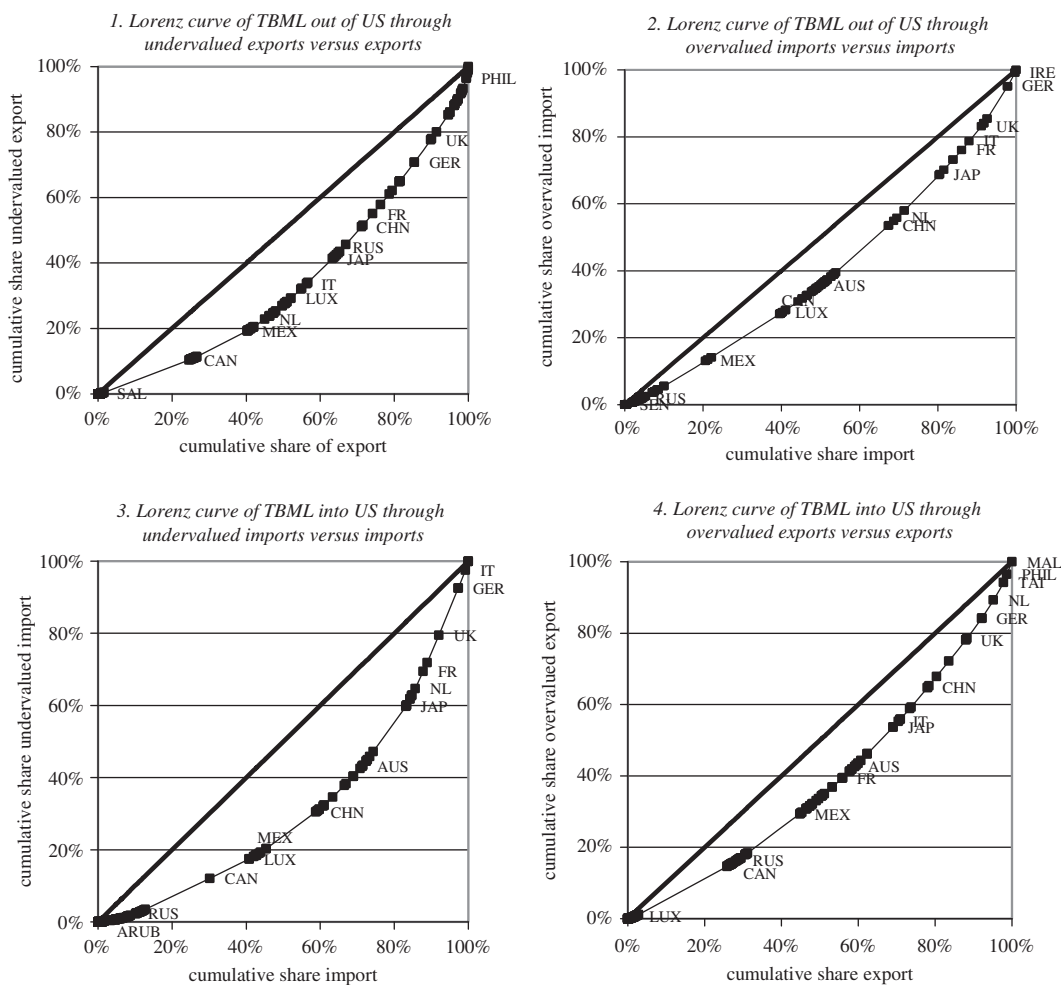 1. Lorenz curve of TBML out of US through
undervalued exports versus exports
100%
80%
60%
40%
20%
0%
cumulative share undervalued export
PHIL
UK
GER
FR
CHN
RUS
JAP
IT
LUX
NL
MEX
CAN
SAL
0%
20%
40%
60%
80%
100%
cumulative share of export
2. Lorenz curve of TBML out of US through
overvalued imports versus imports
100%
80%
60%
40%
20%
0%
cumulative share overvalued import
IRE
GER
UK
IT
FR
JAP
NL
CHN
AUS
CAN
LUX
MEX
RUS
SEN
0%
20%
40%
60%
80%
100%
cumulative share import
3. Lorenz curve of TBML into US through
undervalued imports versus imports
100%
80%
60%
40%
20%
0%
cumulative share undervalued import
IT
GER
UK
FR
NL
JAP
AUS
CHN
MEX
LUX
CAN
RUS
ARUB
0%
20%
40%
60%
80%
100%
cumulative share import
4. Lorenz curve of TBML into US through
overvalued exports versus exports
100%
80%
60%
40%
20%
0%
cumulative share overvalued export
MAL
PHIL
TAI
NL
GER
UK
CHN
IT
JAP
AUS
FR
MEX
RUS
CAN
LUX
0%
20%
40%
60%
80%
100%
cumulative share export